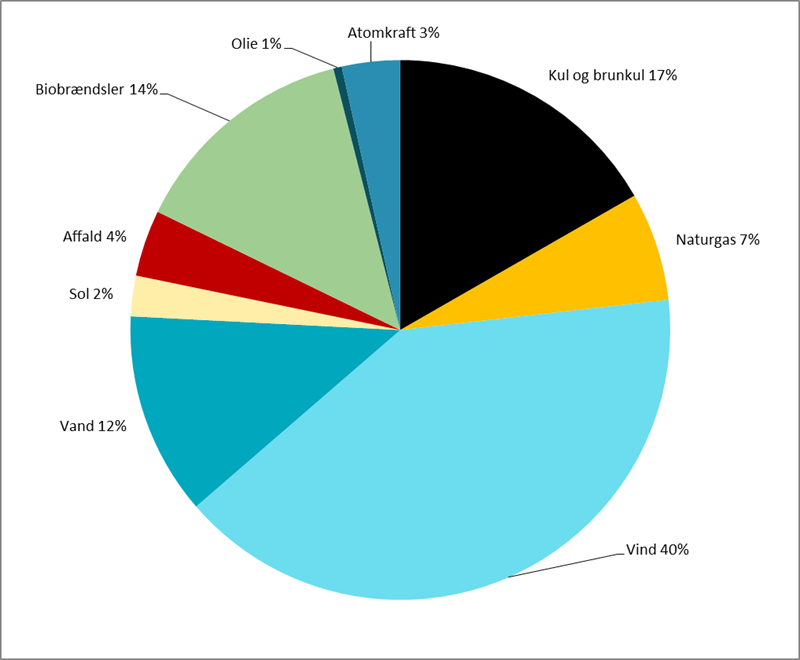 Atomkraft 3%
Olie 1%
Kul og brunkul 17%
Biobrændsler 14%
Affald 4%
Naturgas 7%
Sol 2%
Vand 12%
Vind 40%